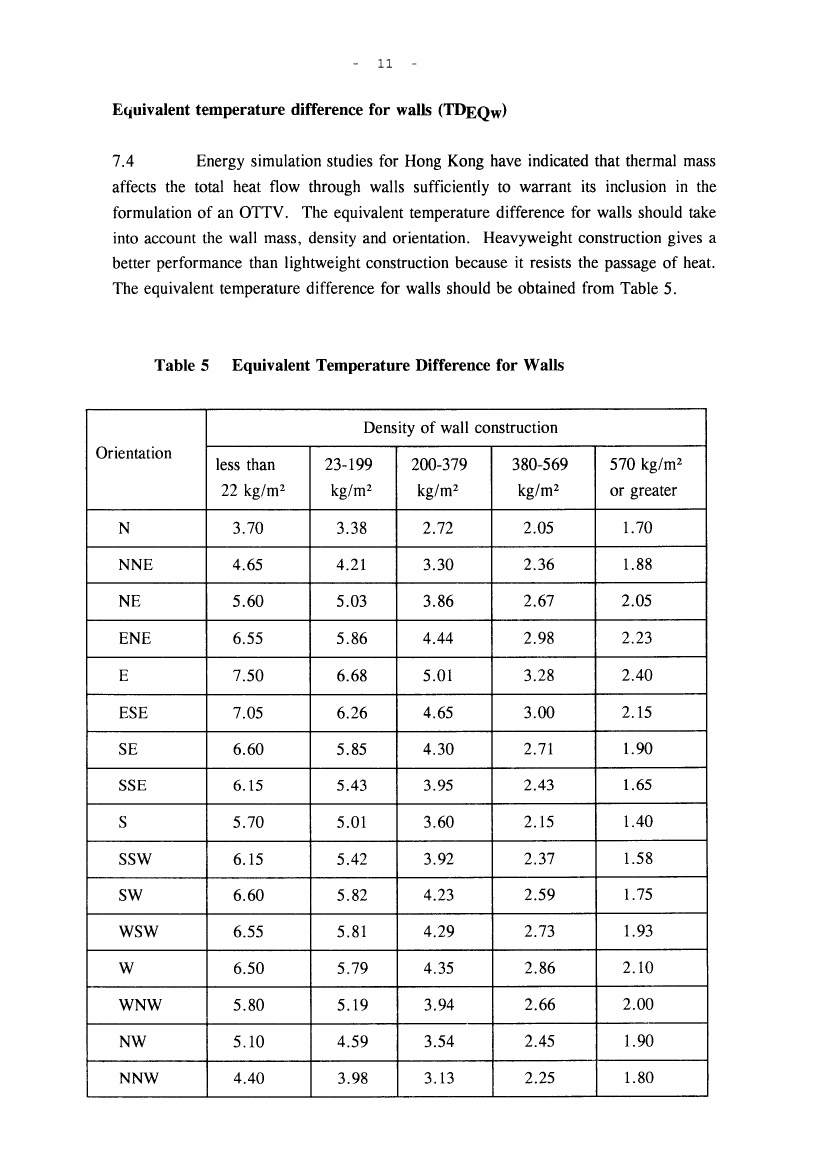 - 11 -
Equivalent temperature difference for walls (TDEQw)
7.4 Energy simulation studies for Hong Kong have indicated that thermal mass
affects the total heat flow through walls sufficiently to warrant its inclusion in the
formulation of an OTTV. The equivalent temperature difference for walls should take
into account the wall mass, density and orientation. Heavyweight construction gives a
better performance than lightweight construction because it resists the passage of heat.
The equivalent temperature difference for walls should be obtained from Table 5.
Table 5 Equivalent Temperature Difference for Walls
Density of wall construction
Orientation
less than 23-199 200-379 380-569 570 kg/m²
22 kg/m² kg/m² kg/m² kg/m² or greater
N 3.70 3.38 2.72 2.05 1.70
NNE 4.65 4.21 3.30 2.36 1.88
NE 5.60 5.03 3.86 2.67 2.05
ENE 6.55 5.86 4.44 2.98 2.23
E 7.50 6.68 5.01 3.28 2.40
ESE 7.05 6.26 4.65 3.00 2.15
SE 6.60 5.85 4.30 2.71 1.90
SSE 6.15 5.43 3.95 2.43 1.65
S 5.70 5.01 3.60 2.15 1.40
SSW 6.15 5.42 3.92 2.37 1.58
SW 6.60 5.82 4.23 2.59 1.75
WSW 6.55 5.81 4.29 2.73 1.93
W 6.50 5.79 4.35 2.86 2.10
WNW 5.80 5.19 3.94 2.66 2.00
NW 5.10 4.59 3.54 2.45 1.90
NNW 4.40 3.98 3.13 2.25 1.80